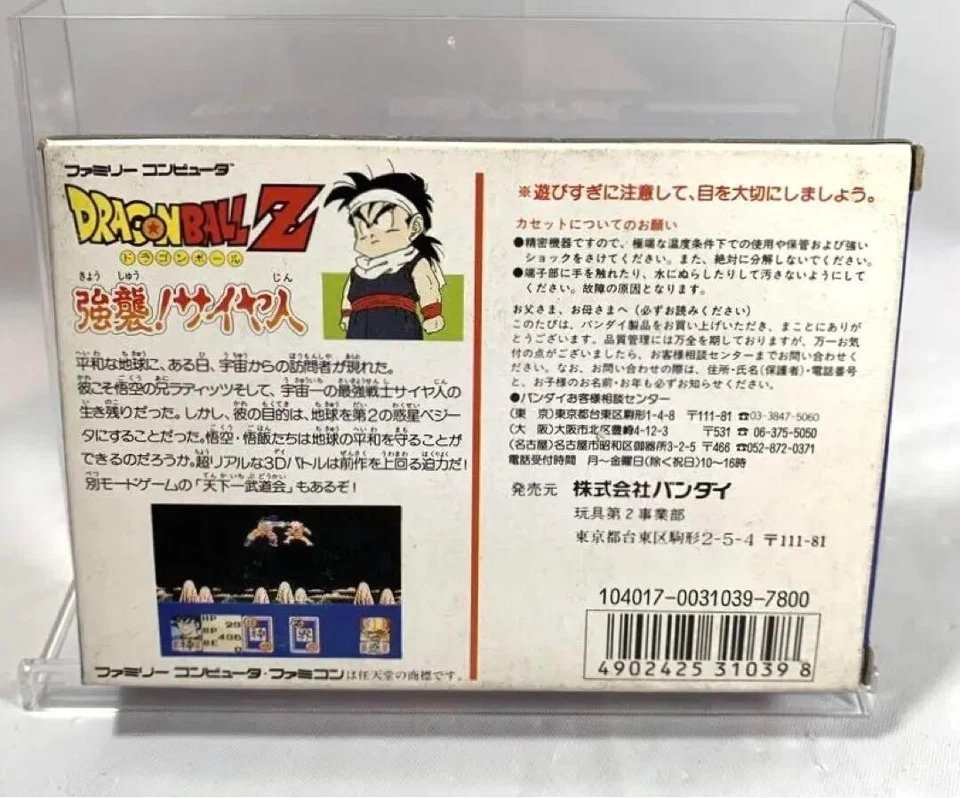 ファミリー コンピュータ™
DRAGON BALL Z
ドラゴンボール
きょう しゅう じん
強襲!サイヤ人
平和な地球に、ある日、宇宙からの訪問者が現れた。
彼こそ悟空の兄ラディッツそして、宇宙一の最強戦士サイヤ人の
生き残りだった。しかし、彼の目的は、地球を第2の惑星ベジー
タにすることだった。悟空・悟飯たちは地球の平和を守ることが
できるのだろうか。超リアルな3Dバトルは前作を上回る迫力だ!
別モードゲームの「天下一武道会」もあるぞ!
HP 29
BP 496
BE 0
ファミリー コンピュータ・ファミコンは任天堂の商標です。
※遊びすぎに注意して、目を大切にしましょう。
カセットについてのお願い
●精密機器ですので、極端な温度条件下での使用や保管および強い
ショックをさけてください。また、絶対に分解しないでください。
●端子部に手を触れたり、水にぬらしたりして汚さないようにして
ください。故障の原因となります。
お父さま、お母さまへ(必ずお読みください)
このたびは、バンダイ製品をお買い上げいただき、まことにありが
とうございます。品質管理には万全を期しておりますが、万一お気
付の点がございましたら、お客様相談センターまでお問い合わせく
ださい。なお、お問い合わせの際は、住所・氏名(保護者)・電話番号
と、お子様のお名前・お年も必ずお知らせください。
●バンダイお客様相談センター
(東 京)東京都台東区駒形1-4-8 〒111-81 ☎03-3847-5060
(大 阪)大阪市北区豊崎4-12-3 〒531 ☎06-375-5050
(名古屋)名古屋市昭和区御器所3-2-5 〒466 ☎052-872-0371
電話受付時間 月〜金曜日(除く祝日)10〜16時
発売元 株式会社バンダイ
玩具第2事業部
東京都台東区駒形2-5-4 〒111-81
104017-0031039-7800
4902425310398